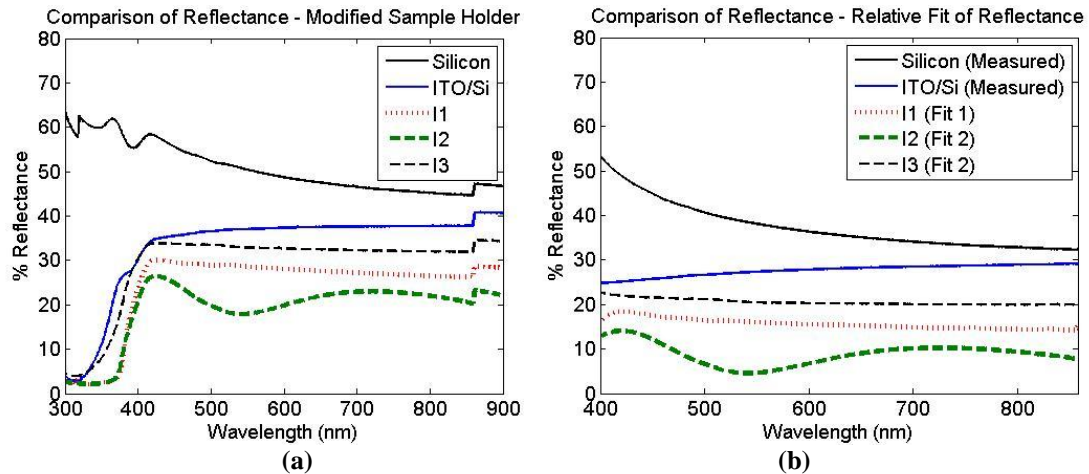 Comparison of Reflectance - Modified Sample Holder
80
70
60
50
40
30
20
10
0
% Reflectance
Silicon
ITO/Si
I1
I2
I3
300 400 500 600 700 800 900
Wavelength (nm)
(a)
Comparison of Reflectance - Relative Fit of Reflectance
80
70
60
50
40
30
20
10
0
% Reflectance
Silicon (Measured)
ITO/Si (Measured)
I1 (Fit 1)
I2 (Fit 2)
I3 (Fit 2)
400 500 600 700 800
Wavelength (nm)
(b)